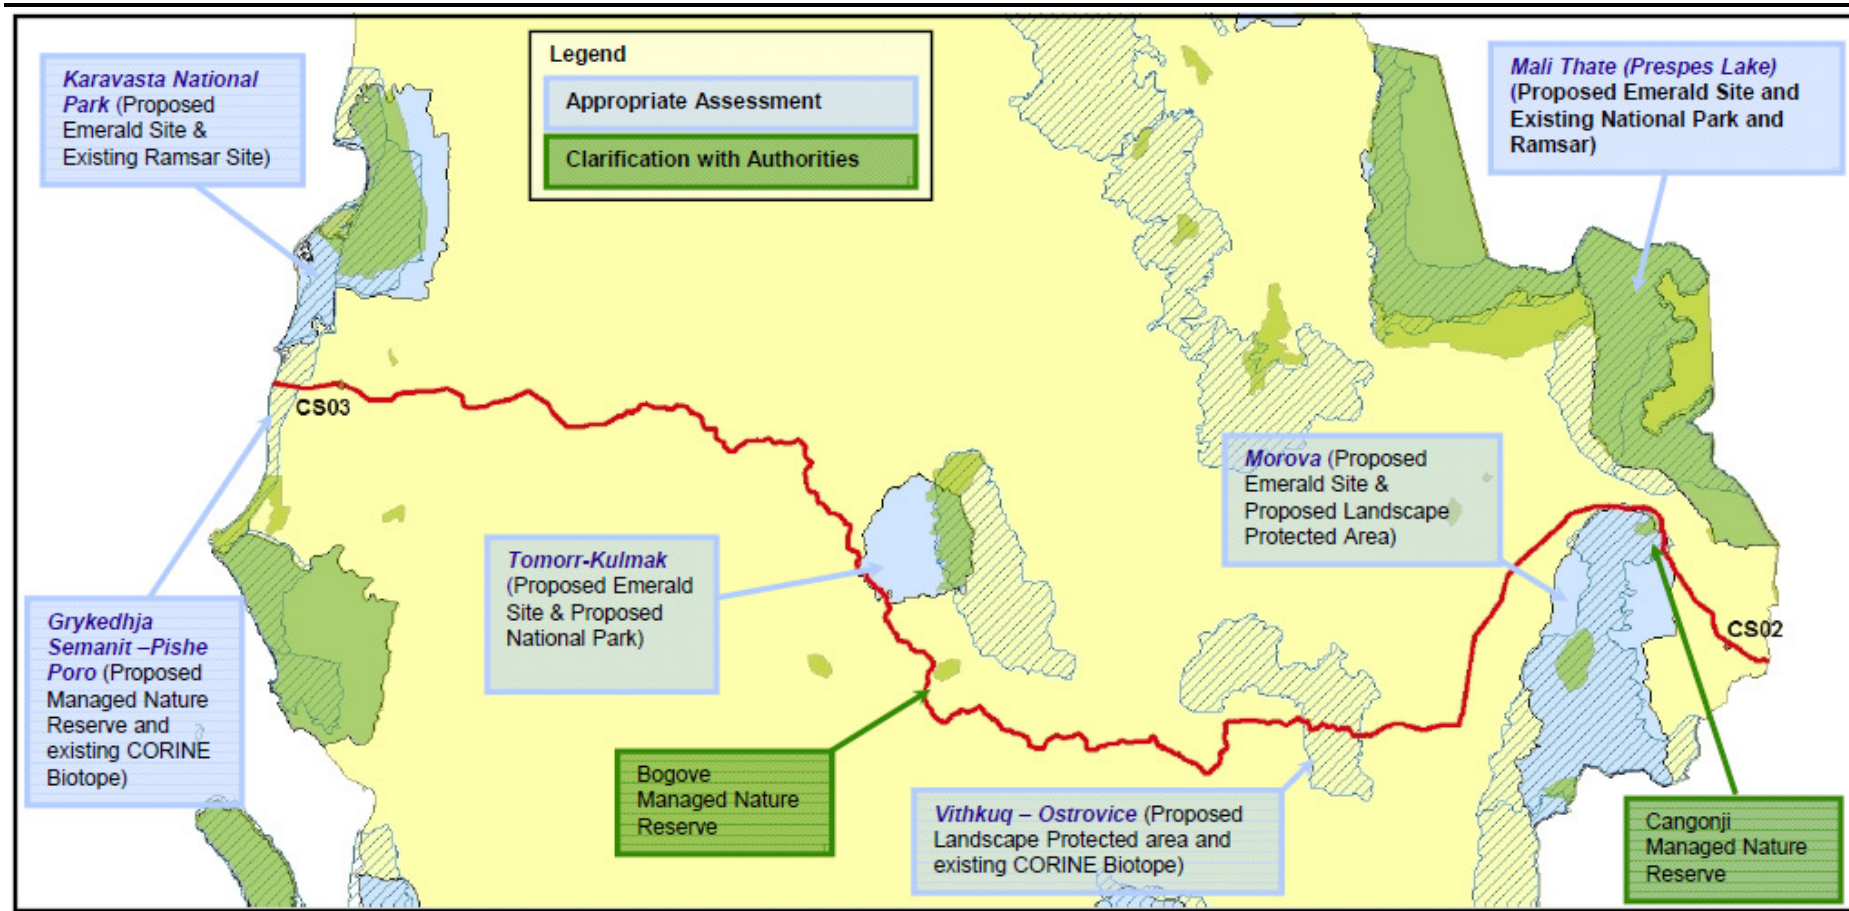 Legend
Appropriate Assessment
Clarification with Authorities
Karavasta National
Park (Proposed
Emerald Site &
Existing Ramsar Site)
Mali Thate (Prespes Lake)
(Proposed Emerald Site and
Existing National Park and
Ramsar)
CS03
Morova (Proposed
Emerald Site &
Proposed Landscape
Protected Area)
Tomorr-Kulmak
(Proposed Emerald
Site & Proposed
National Park)
Grykedhja
Semanit –Pishe
Poro (Proposed
Managed Nature
Reserve and
existing CORINE
Biotope)
CS02
Bogove
Managed Nature
Reserve
Vithkuq – Ostrovice (Proposed
Landscape Protected area and
existing CORINE Biotope)
Cangonji
Managed Nature
Reserve